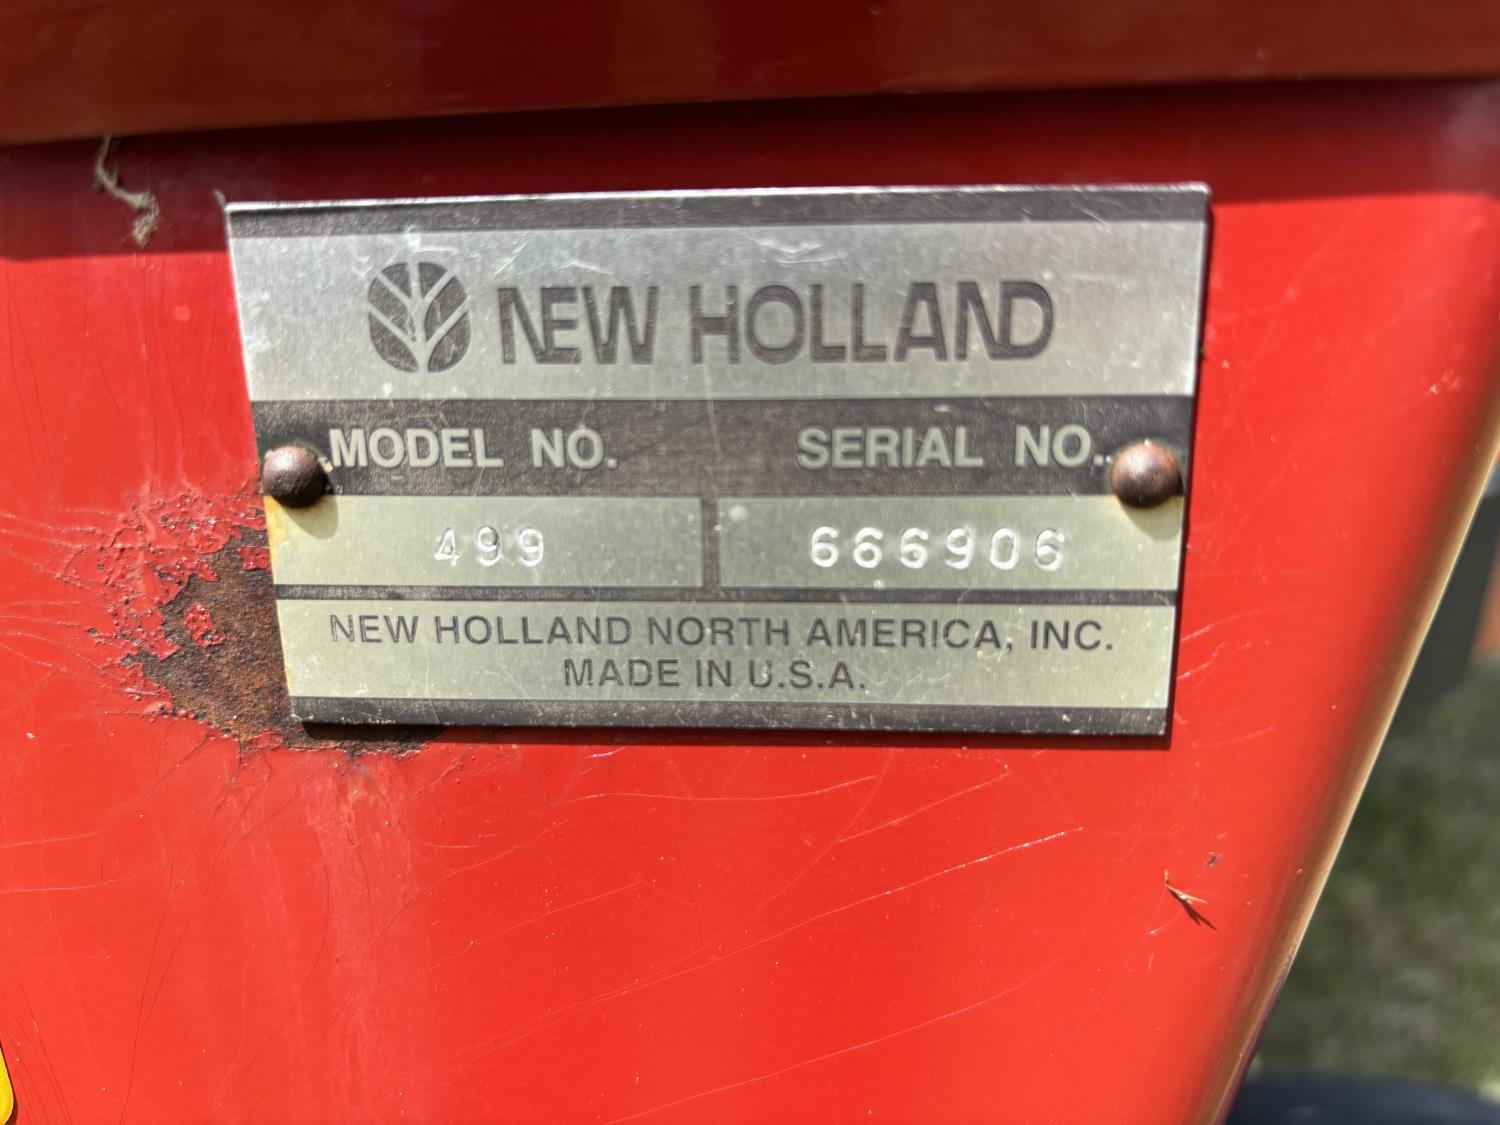 NEW HOLLAND
MODEL NO. SERIAL NO.
499 666906
NEW HOLLAND NORTH AMERICA, INC.
MADE IN U.S.A.